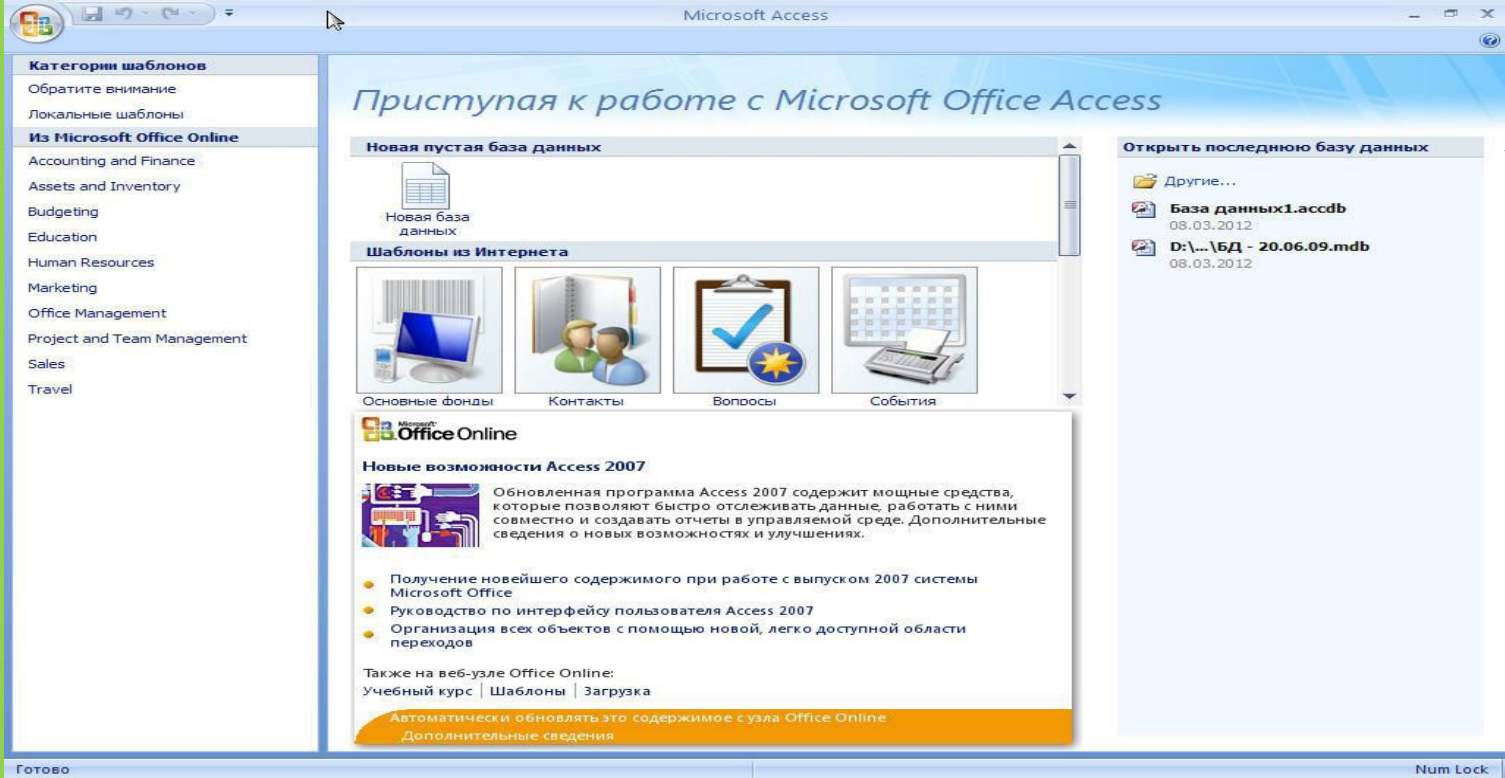 Microsoft Access
Категории шаблонов
Обратите внимание
Локальные шаблоны
Из Microsoft Office Online
Accounting and Finance
Assets and Inventory
Budgeting
Education
Human Resources
Marketing
Office Management
Project and Team Management
Sales
Travel
Приступая к работе с Microsoft Office Access
Новая пустая база данных
Новая база
данных
Шаблоны из Интернета
Основные фонды
Контакты
Вопросы
События
Microsoft
Office Online
Новые возможности Access 2007
Обновленная программа Access 2007 содержит мощные средства,
которые позволяют быстро отслеживать данные, работать с ними
совместно и создавать отчеты в управляемой среде. Дополнительные
сведения о новых возможностях и улучшениях.
Получение новейшего содержимого при работе с выпуском 2007 системы
Microsoft Office
Руководство по интерфейсу пользователя Access 2007
Организация всех объектов с помощью новой, легко доступной области
переходов
Также на веб-узле Office Online:
Учебный курс | Шаблоны | Загрузка
Автоматически обновлять это содержимое с узла Office Online
Дополнительные сведения
Открыть последнюю базу данных
Другие...
База данных1.accdb
08.03.2012
D:\...\БД - 20.06.09.mdb
08.03.2012
Готово
Num Lock